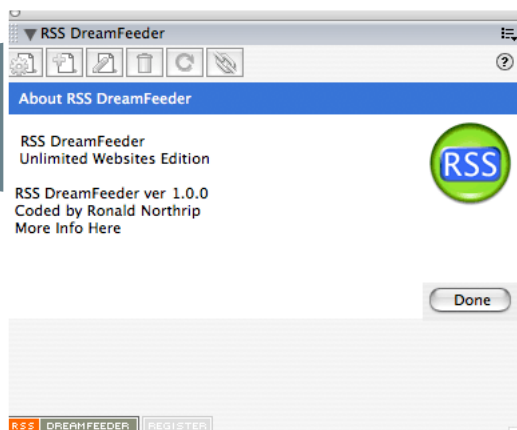 RSS DreamFeeder
About RSS DreamFeeder
RSS DreamFeeder
Unlimited Websites Edition
RSS
RSS DreamFeeder ver 1.0.0
Coded by Ronald Northrip
More Info Here
Done
RSS DREAMFEEDER REGISTER